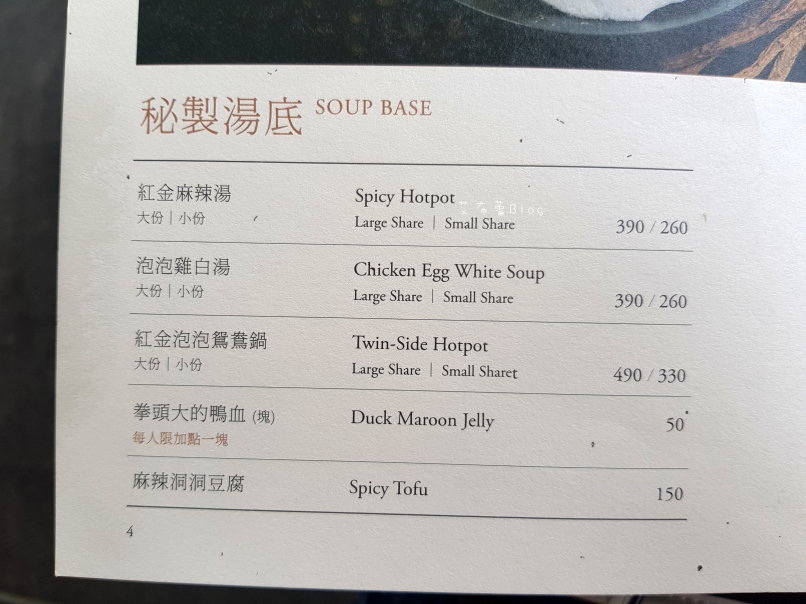 秘製湯底 SOUP BASE
紅金麻辣湯 Spicy Hotpot
大份｜小份 Large Share | Small Share 390 / 260
泡泡雞白湯 Chicken Egg White Soup
大份｜小份 Large Share | Small Share 390 / 260
紅金泡泡鴛鴦鍋 Twin-Side Hotpot
大份｜小份 Large Share | Small Sharet 490 / 330
拳頭大的鴨血 (塊) Duck Maroon Jelly 50
每人限加點一塊
麻辣洞洞豆腐 Spicy Tofu 150
4